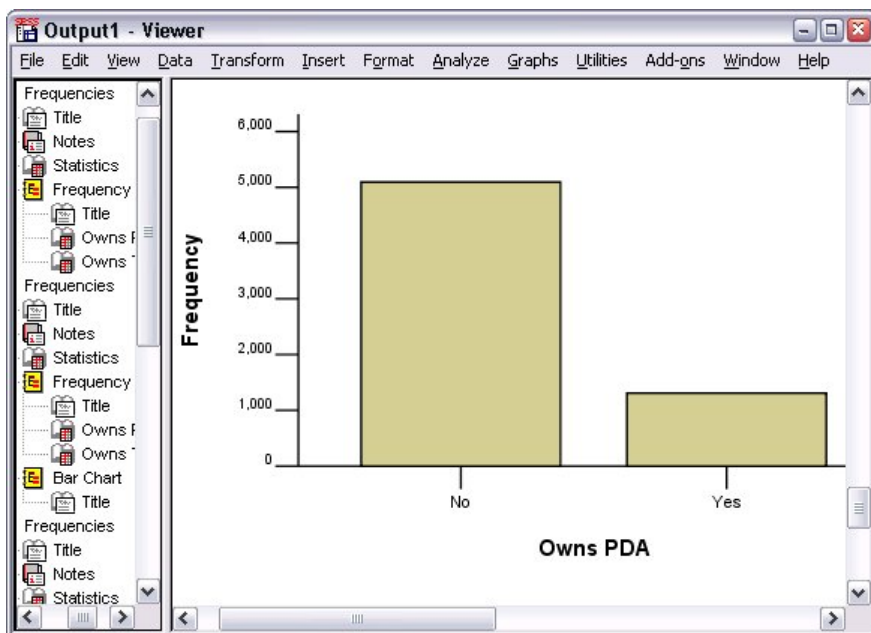 Output1 - Viewer
File Edit View Data Transform Insert Format Analyze Graphs Utilities Add-ons Window Help
Frequencies
Title
Notes
Statistics
Frequency
Title
Owns
Owns
Frequencies
Title
Notes
Statistics
Frequency
Title
Owns
Owns
Bar Chart
Title
Frequencies
Title
Notes
Statistics
Frequency
6,000
5,000
4,000
3,000
2,000
1,000
0
No Yes
Owns PDA